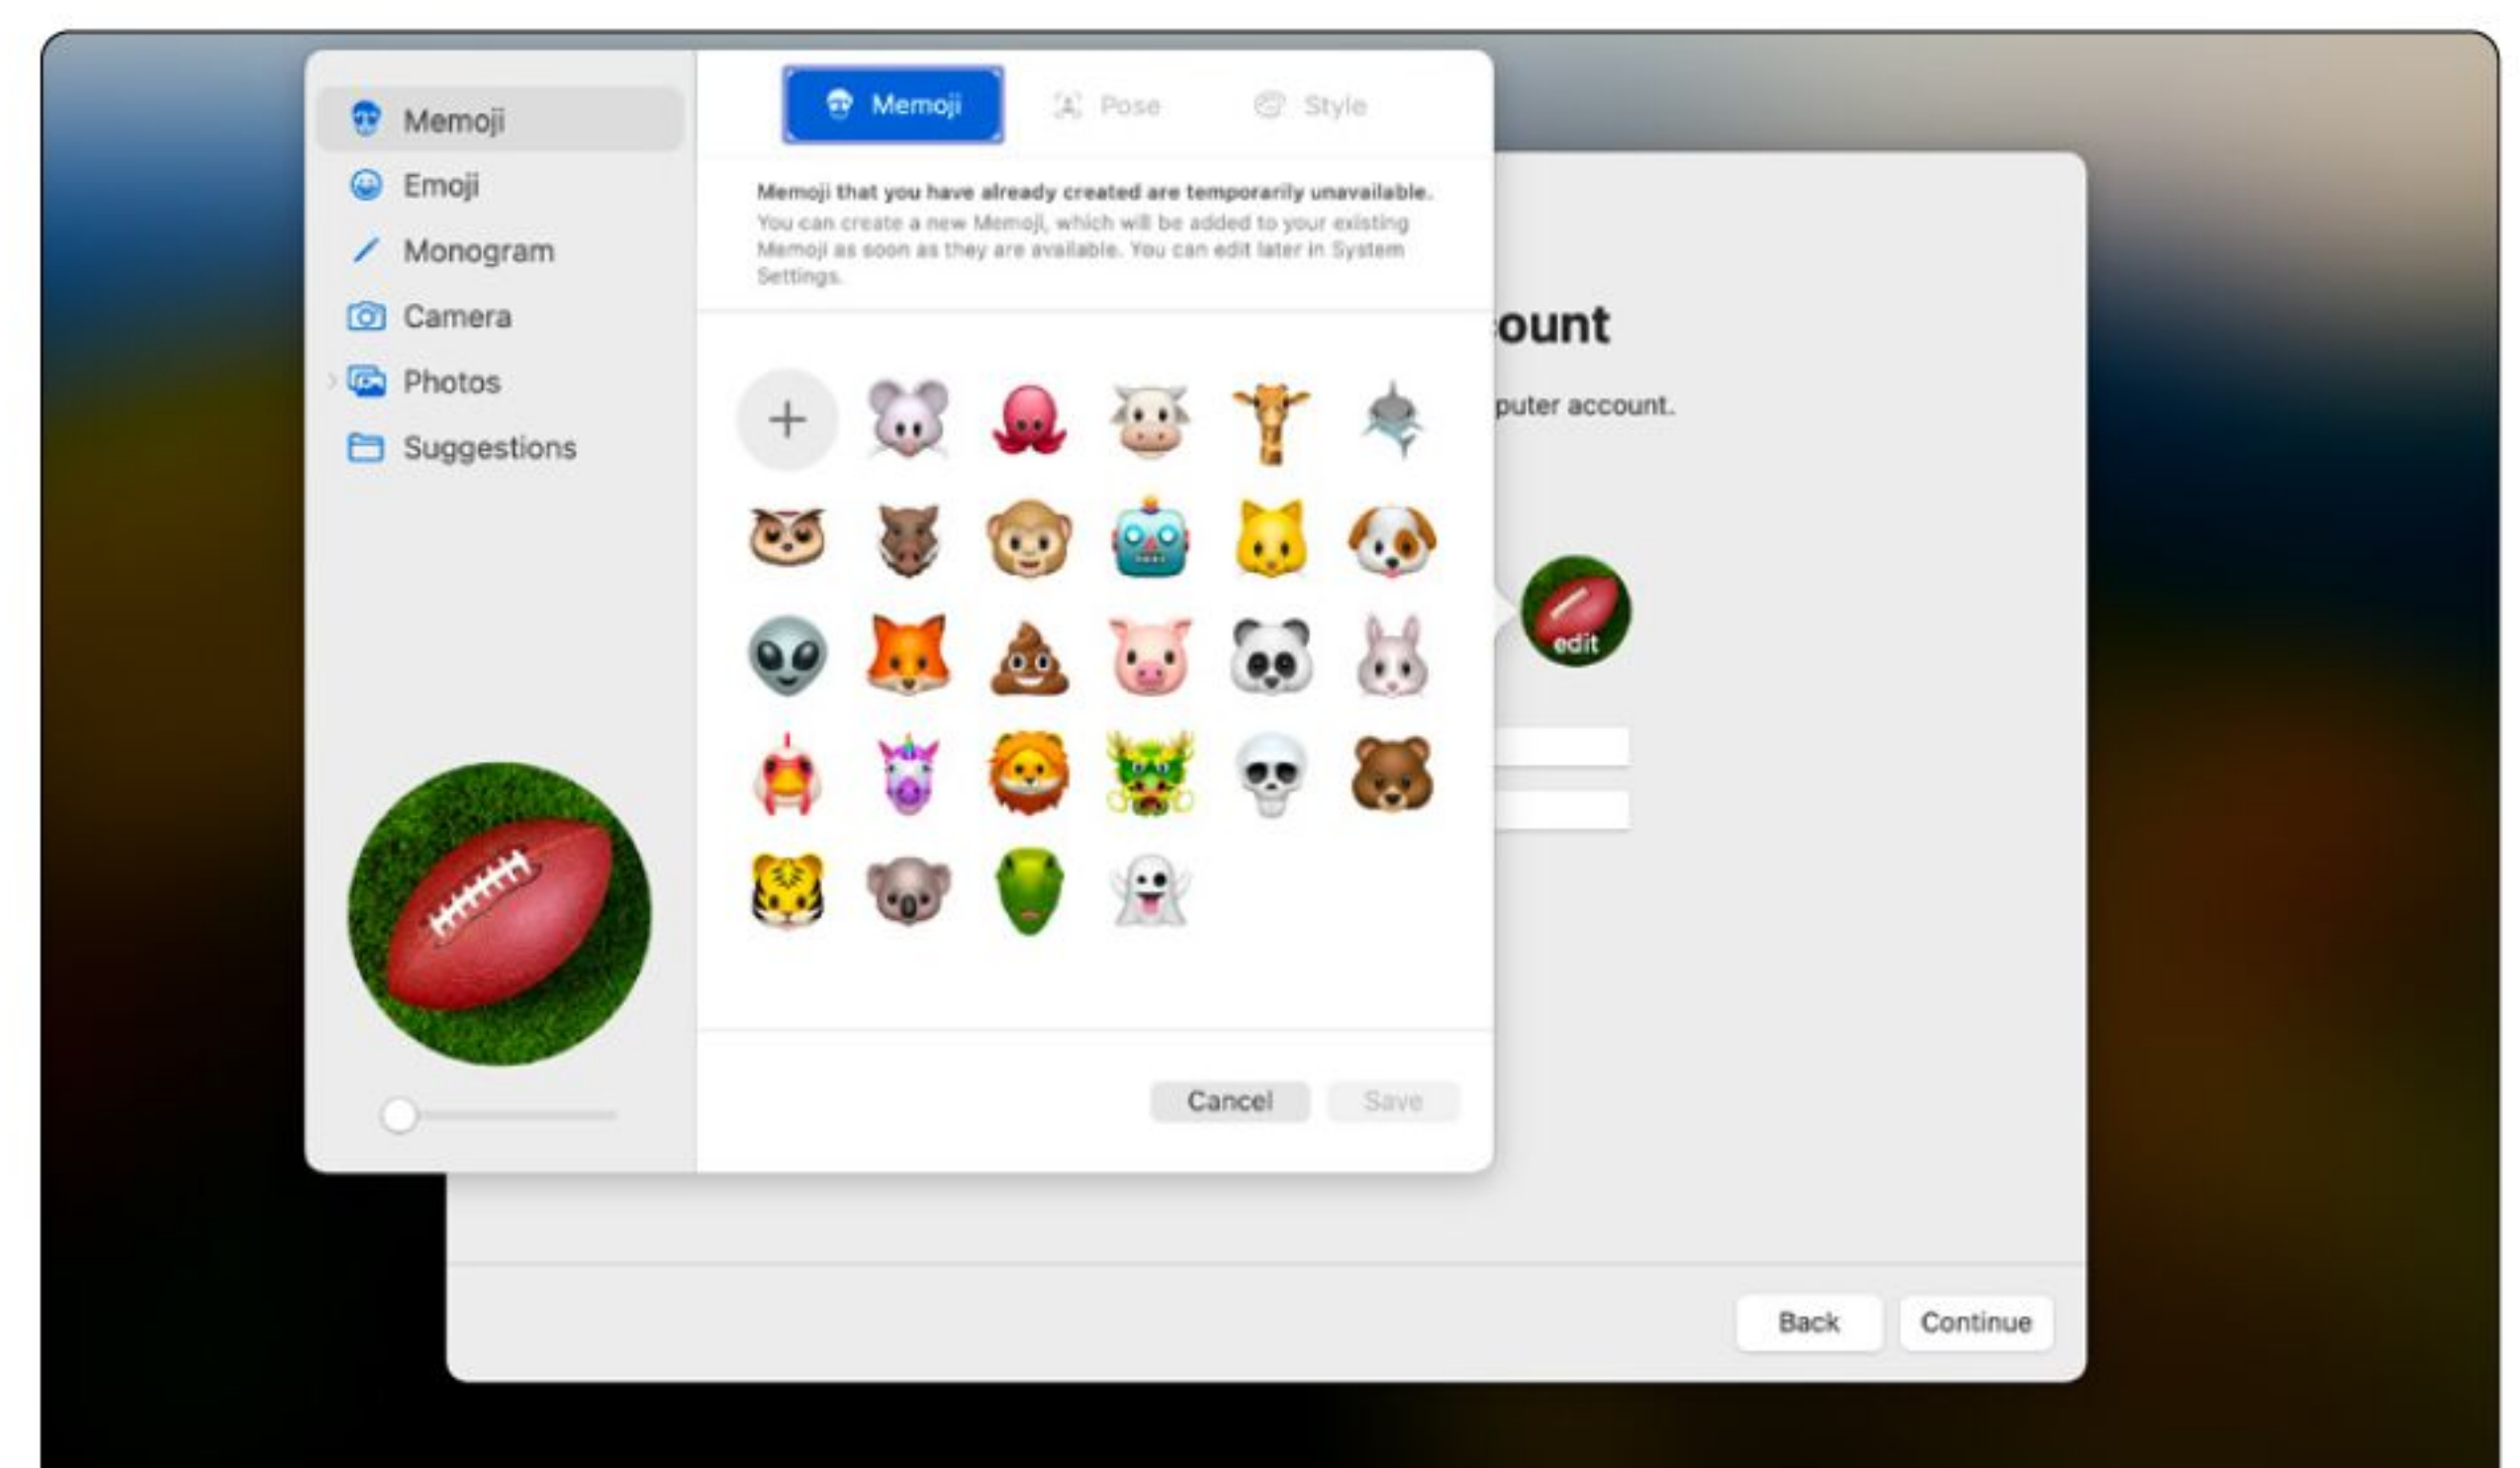 Memoji
Emoji
Monogram
Camera
Photos
Suggestions
Memoji Pose Style
Memoji that you have already created are temporarily unavailable.
You can create a new Memoji, which will be added to your existing
Memoji as soon as they are available. You can edit later in System
Settings.
Cancel Save
ount
puter account.
edit
Back Continue